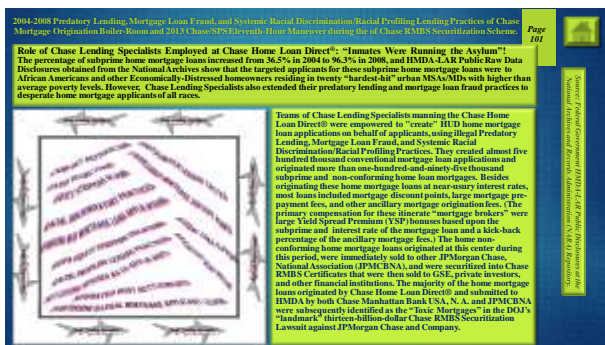 2004-2008 Predatory Lending, Mortgage Loan Fraud, and Systemic Racial Discrimination/Racial Profiling Lending Practices of Chase
Mortgage Origination Boiler-Room and 2013 Chase/SPS Eleventh-Hour Maneuver during the of Chase RMBS Securitization Scheme.
Page
101
Role of Chase Lending Specialists Employed at Chase Home Loan Direct®: “Inmates Were Running the Asylum”!
The percentage of subprime home mortgage loans increased from 36.5% in 2004 to 96.3% in 2008, and HMDA-LAR Public Raw Data
Disclosures obtained from the National Archives show that the targeted applicants for these subprime home mortgage loans were to
African Americans and other Economically-Distressed homeowners residing in twenty “hardest-hit” urban MSAs/MDs with higher than
average poverty levels. However, Chase Lending Specialists also extended their predatory lending and mortgage loan fraud practices to
desperate home mortgage applicants of all races.
Teams of Chase Lending Specialists manning the Chase Home
Loan Direct® were empowered to "create" HUD home mortgage
loan applications on behalf of applicants, using illegal Predatory
Lending, Mortgage Loan Fraud, and Systemic Racial
Discrimination/Racial Profiling Practices. They created almost five
hundred thousand conventional mortgage loan applications and
originated more than one-hundred-and-ninety-five thousand
subprime and non-conforming home loan mortgages. Besides
originating these home mortgage loans at near-usury interest rates,
most loans included mortgage discount points, large mortgage pre-
payment fees, and other ancillary mortgage origination fees. (The
primary compensation for these itinerate “mortgage brokers” were
large Yield Spread Premium (YSP) bonuses based upon the
subprime and interest rate of the mortgage loan and a kick-back
percentage of the ancillary mortgage fees.) The home non-
conforming home mortgage loans originated at this center during
this period, were immediately sold to other JPMorgan Chase,
National Association (JPMCBNA), and were securitized into Chase
RMBS Certificates that were then sold to GSE, private investors,
and other financial institutions. The majority of the home mortgage
loans originated by Chase Home Loan Direct® and submitted to
HMDA by both Chase Manhattan Bank USA, N. A. and JPMCBNA
were subsequently identified as the “Toxic Mortgages” in the DOJ’s
“landmark” thirteen-billion-dollar Chase RMBS Securitization
Lawsuit against JPMorgan Chase and Company.
Source: Federal Government HMDA-LAR Public Disclosures at the
National Archives and Records Administration (NARA) Repository.